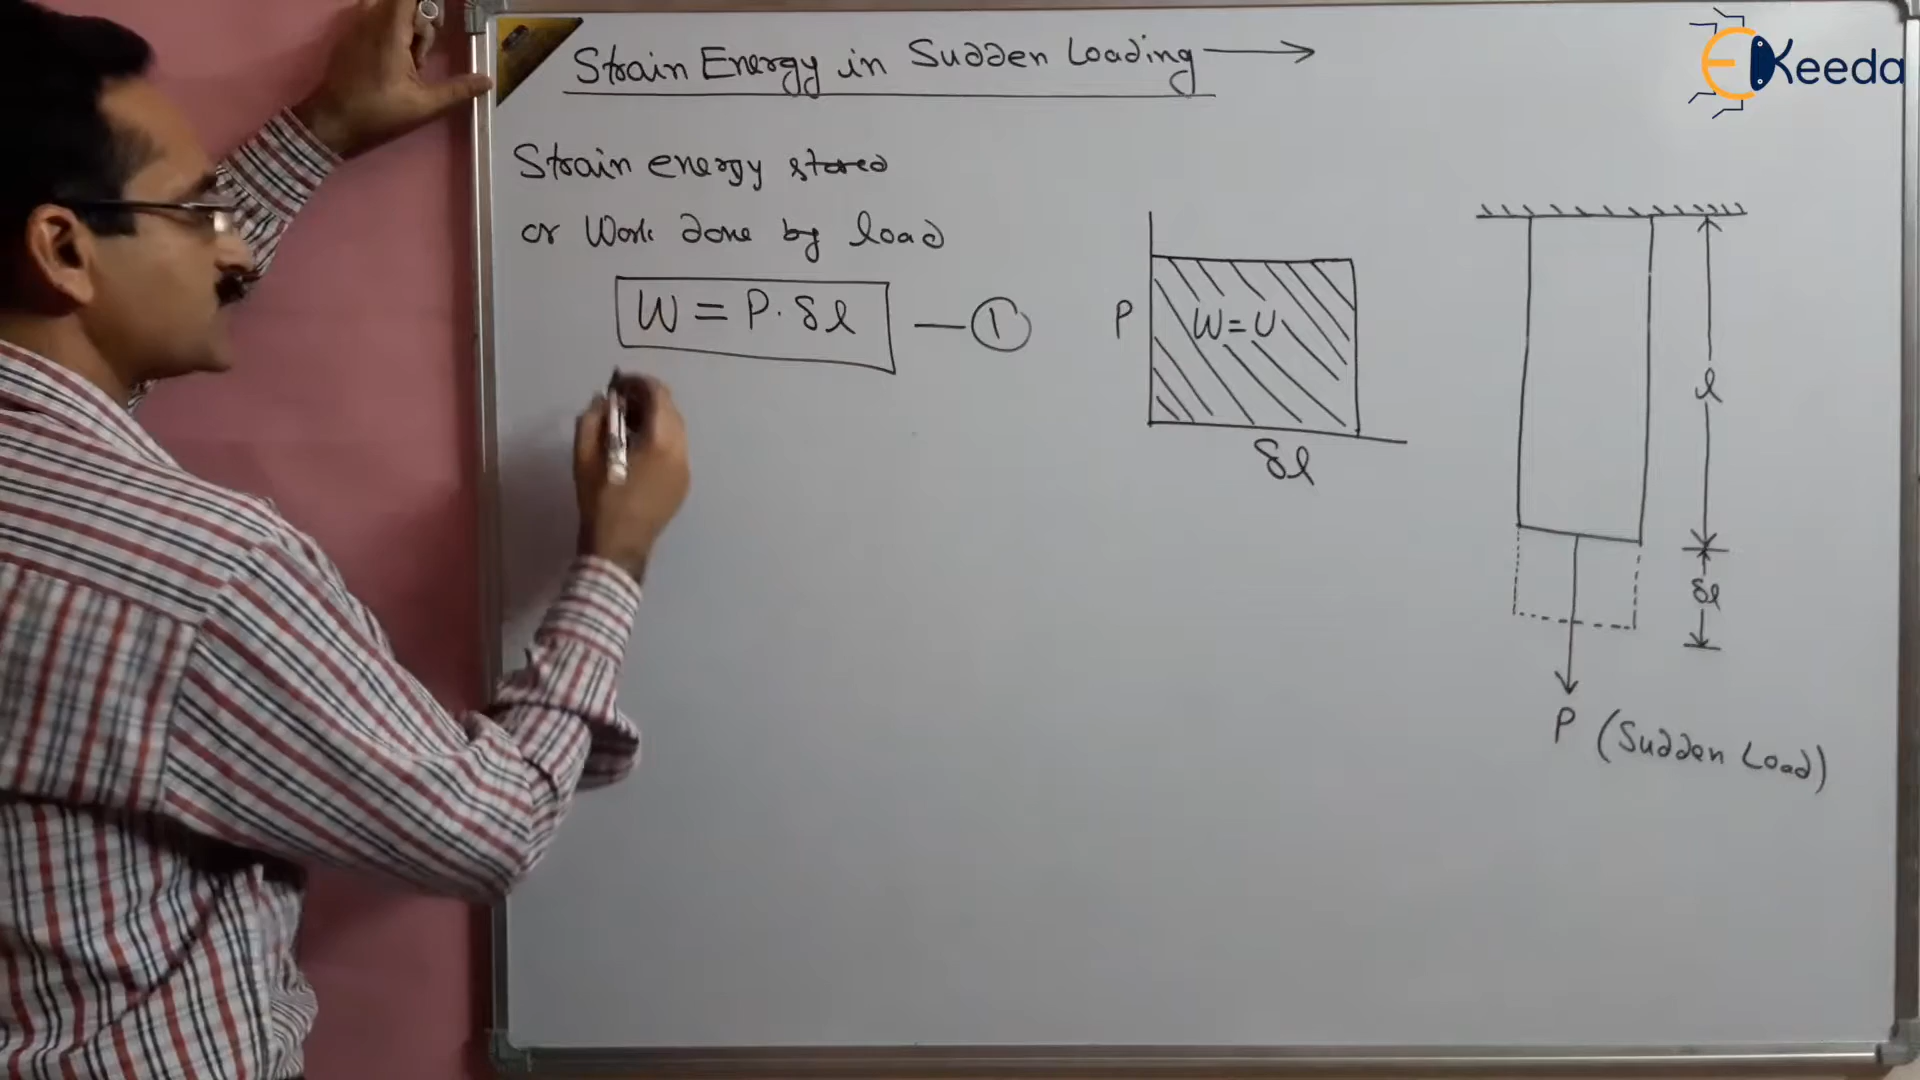 Strain Energy in Sudden Loading →
EKeeda
Strain energy stored
or Work done by load
W = P · δl — ①
P
W = U
δl
l
δl
P (Sudden Load)